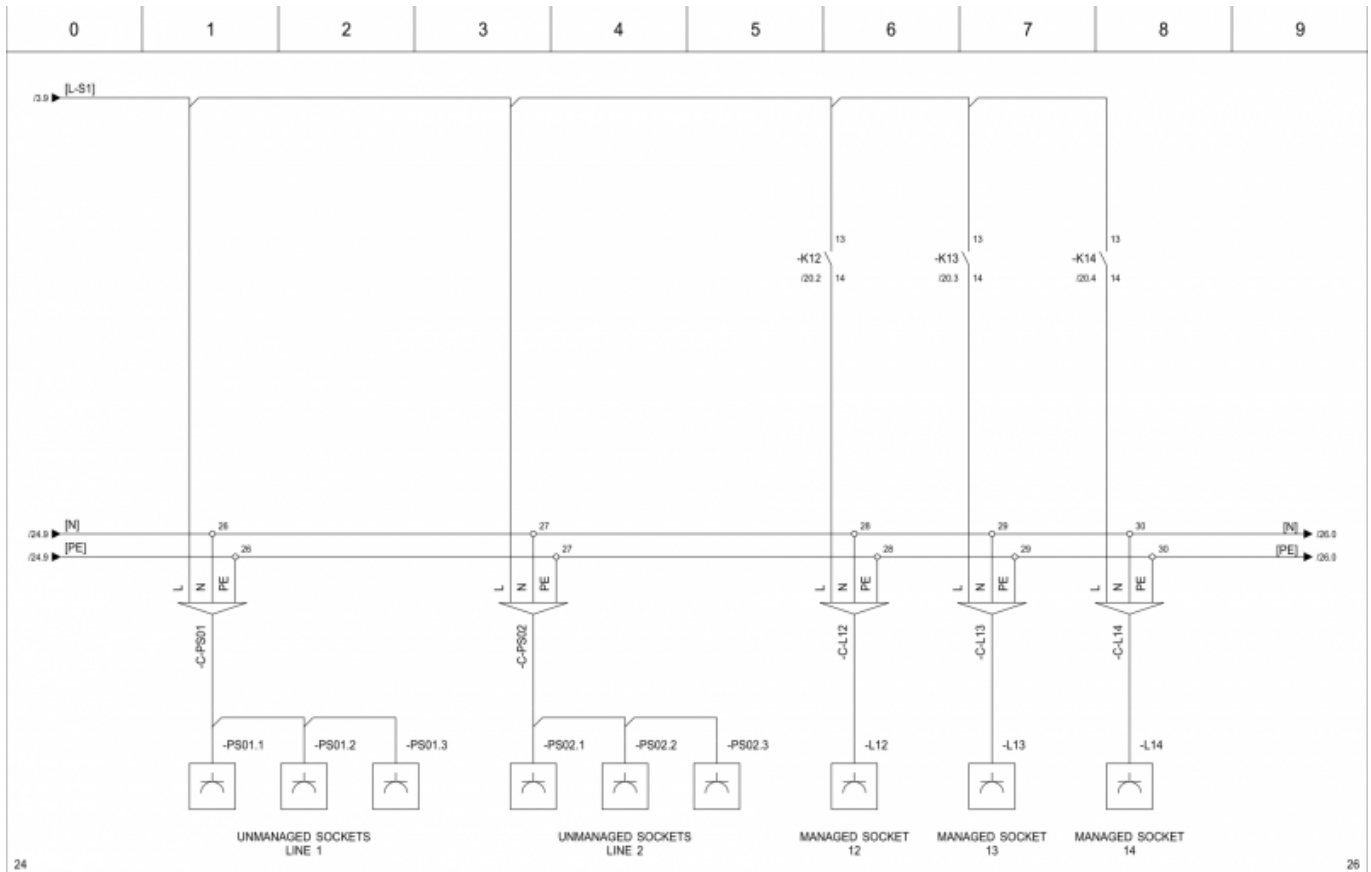 0 1 2 3 4 5 6 7 8 9
[L-S1]
/3.9
13 13 13
-K12 -K13 -K14
/20.2 14 /20.3 14 /20.4 14
[N] 26 27 28 29 30 [N]
/24.9 /26.0
[PE] 26 27 28 29 30 [PE]
/24.9 /26.0
L N PE L N PE L N PE L N PE L N PE
-C-PS01 -C-PS02 -C-L12 -C-L13 -C-L14
-PS01.1 -PS01.2 -PS01.3 -PS02.1 -PS02.2 -PS02.3 -L12 -L13 -L14
UNMANAGED SOCKETS UNMANAGED SOCKETS MANAGED SOCKET MANAGED SOCKET MANAGED SOCKET
LINE 1 LINE 2 12 13 14
24 26